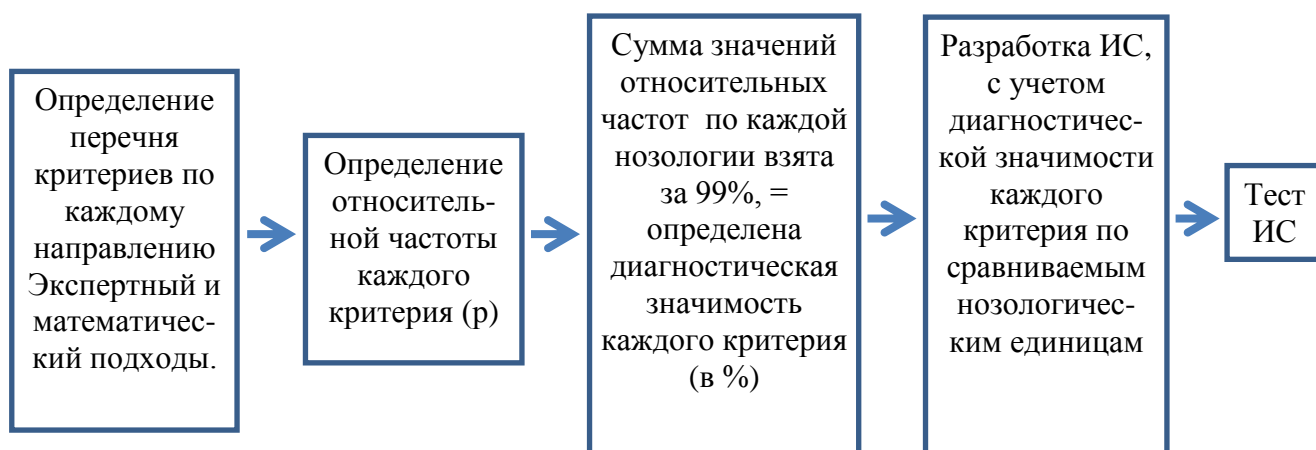 Определение
перечня
критериев по
каждому
направлению
Экспертный и
математичес-
кий подходы.
Определение
относитель-
ной частоты
каждого
критерия (р)
Сумма значений
относительных
частот по каждой
нозологии взята
за 99%, =
определена
диагностическая
значимость
каждого критерия
(в %)
Разработка ИС,
с учетом
диагностичес-
кой значимости
каждого
критерия по
сравниваемым
нозологичес-
ким единицам
Тест
ИС